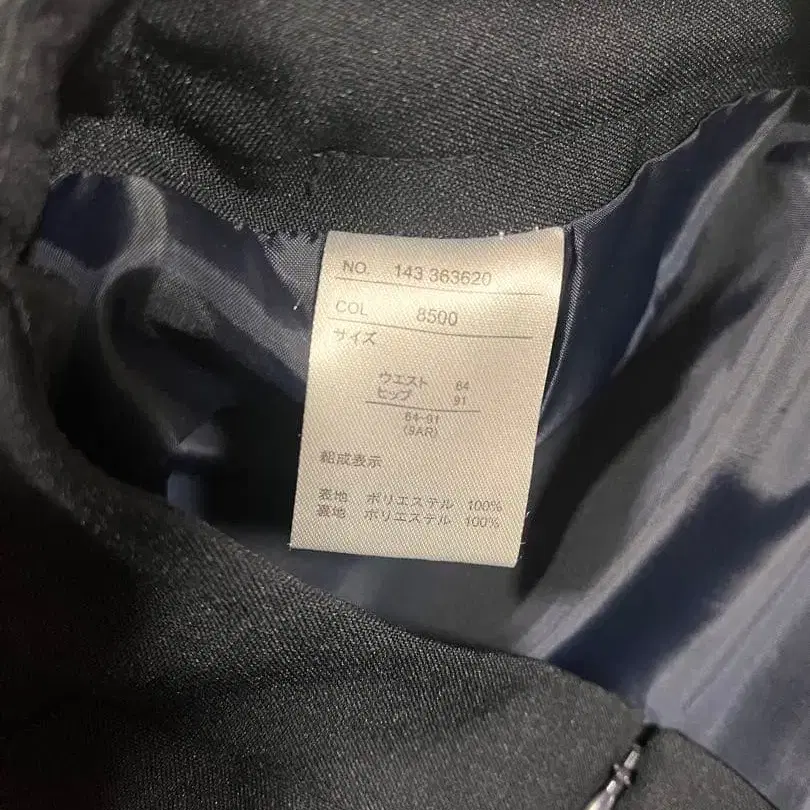 NO. 143 363620
COL 8500
サイズ
ウエスト 64
ヒップ 91
64-91
(9AR)
組成表示
表地 ポリエステル 100%
裏地 ポリエステル 100%